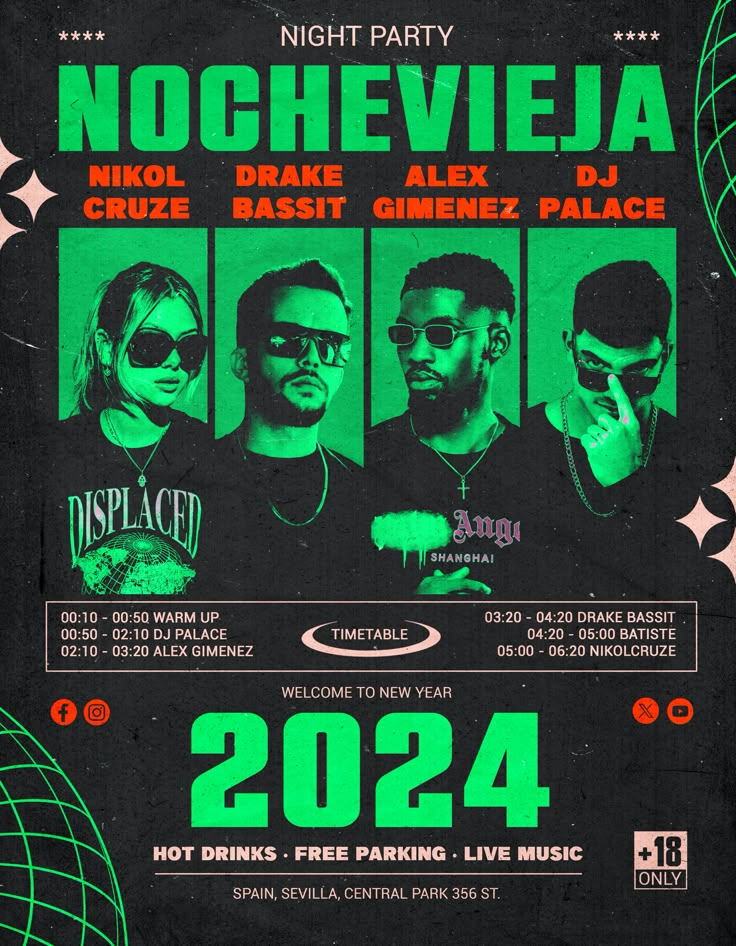 **** NIGHT PARTY ****
NOCHEVIEJA
NIKOL CRUZE
DRAKE BASSIT
ALEX GIMENEZ
DJ PALACE
DISPLACED
Ange
SHANGHAI
00:10 - 00:50 WARM UP
00:50 - 02:10 DJ PALACE
02:10 - 03:20 ALEX GIMENEZ
TIMETABLE
03:20 - 04:20 DRAKE BASSIT
04:20 - 05:00 BATISTE
05:00 - 06:20 NIKOLCRUZE
WELCOME TO NEW YEAR
2024
HOT DRINKS · FREE PARKING · LIVE MUSIC
+18
ONLY
SPAIN, SEVILLA, CENTRAL PARK 356 ST.